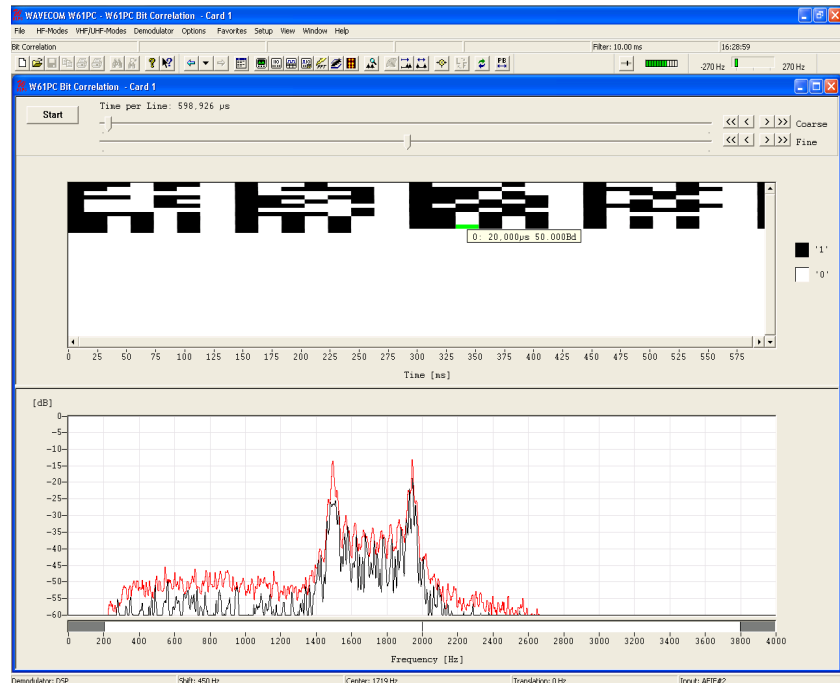 WAVECOM W61PC - W61PC Bit Correlation - Card 1
File HF-Modes VHF/UHF-Modes Demodulator Options Favorites Setup View Window Help
Bit Correlation Filter: 10.00 ms 16:28:59
-270 Hz 270 Hz
W61PC Bit Correlation - Card 1
Start
Time per Line: 598,926 µs
<< < > >> Coarse
<< < > >> Fine
0: 20,000µs 50.000Bd
'1'
'0'
0 25 50 75 100 125 150 175 200 225 250 275 300 325 350 375 400 425 450 475 500 525 550 575
Time [ms]
[dB]
0
-5
-10
-15
-20
-25
-30
-35
-40
-45
-50
-55
-60
0 200 400 600 800 1000 1200 1400 1600 1800 2000 2200 2400 2600 2800 3000 3200 3400 3600 3800 4000
Frequency [Hz]
Demodulator: DSP Shift: 450 Hz Center: 1719 Hz Translation: 0 Hz Input: AF/IF#2